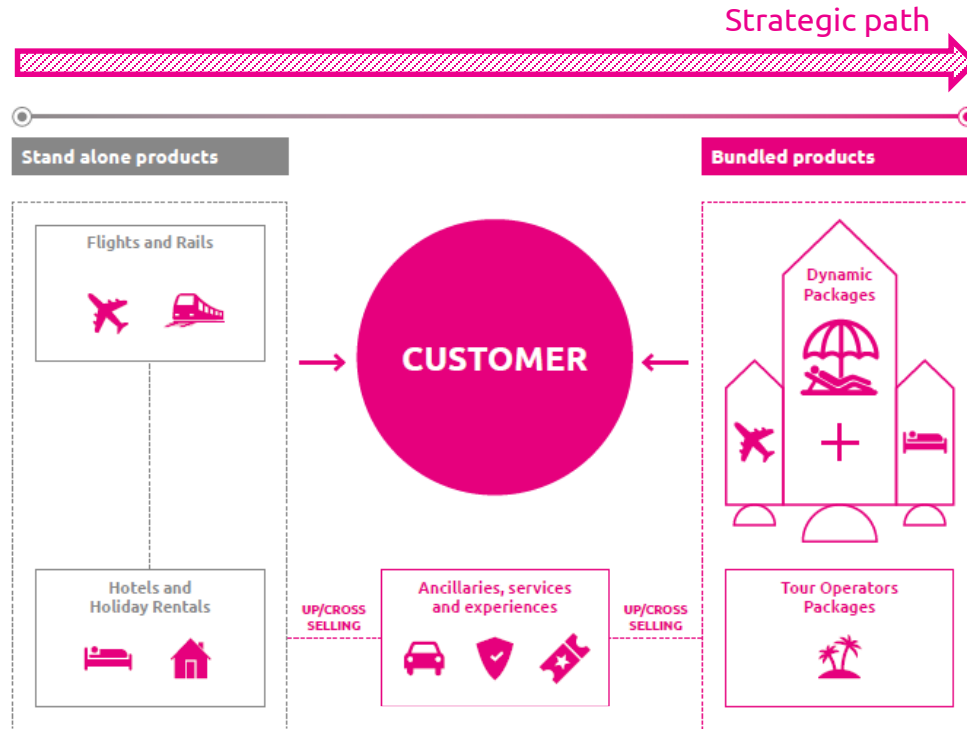 Strategic path
Stand alone products
Bundled products
Flights and Rails
CUSTOMER
Dynamic
Packages
Hotels and
Holiday Rentals
UP/CROSS
SELLING
Ancillaries, services
and experiences
UP/CROSS
SELLING
Tour Operators
Packages